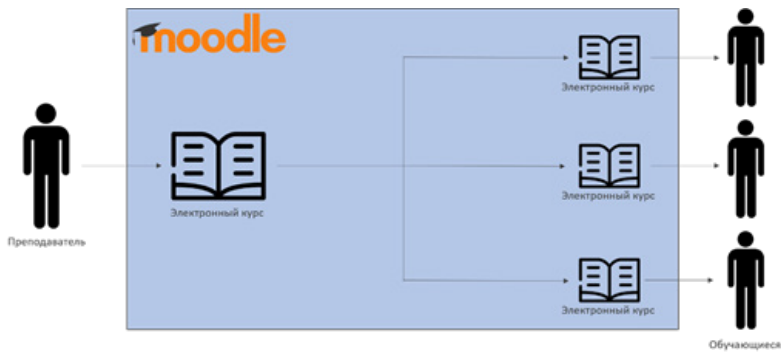 moodle
Электронный курс
Электронный курс
Электронный курс
Преподаватель
Электронный курс
Обучающиеся